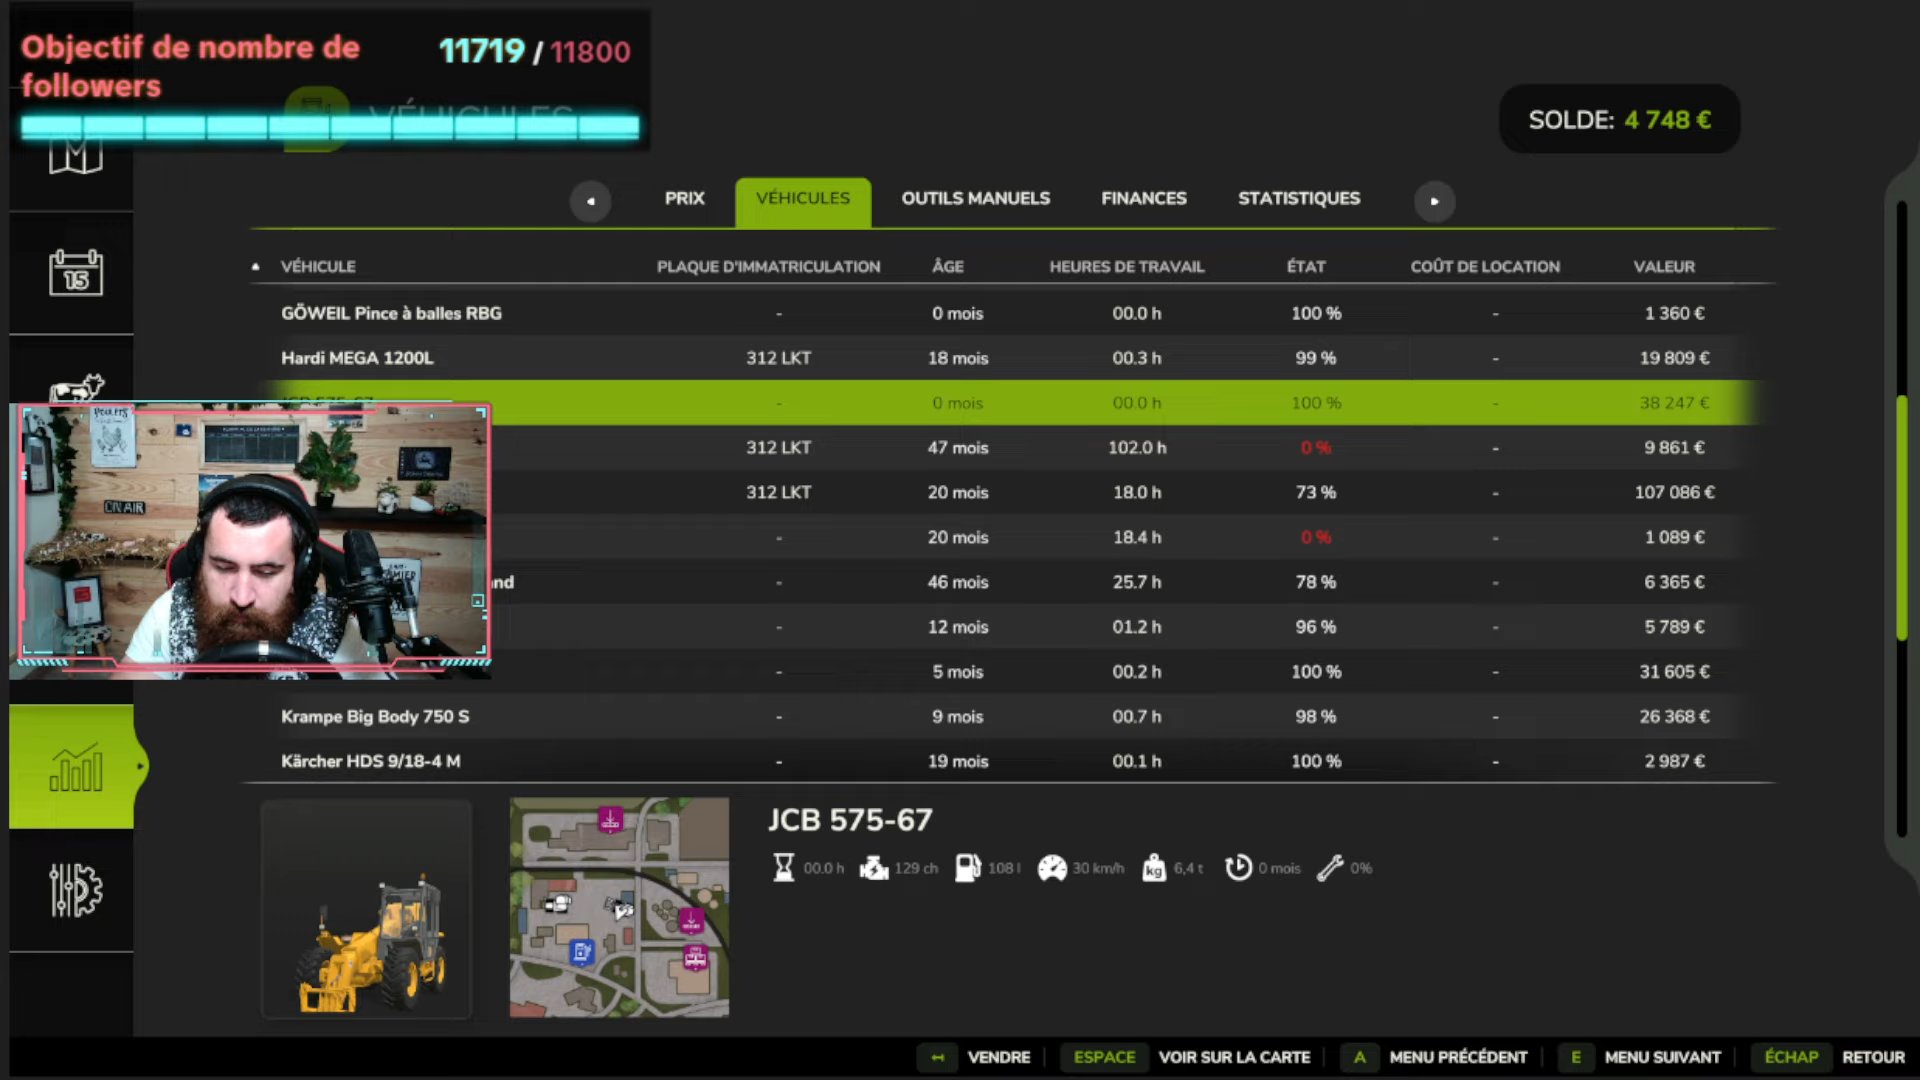 Objectif de nombre de
followers
11719 / 11800
VÉHICULES
SOLDE: 4 748 €
PRIX VÉHICULES OUTILS MANUELS FINANCES STATISTIQUES
15
VÉHICULE PLAQUE D'IMMATRICULATION ÂGE HEURES DE TRAVAIL ÉTAT COÛT DE LOCATION VALEUR
GÖWEIL Pince à balles RBG - 0 mois 00.0 h 100 % - 1 360 €
Hardi MEGA 1200L 312 LKT 18 mois 00.3 h 99 % - 19 809 €
JCB 575-67 - 0 mois 00.0 h 100 % - 38 247 €
312 LKT 47 mois 102.0 h 0 % - 9 861 €
312 LKT 20 mois 18.0 h 73 % - 107 086 €
- 20 mois 18.4 h 0 % - 1 089 €
and - 46 mois 25.7 h 78 % - 6 365 €
- 12 mois 01.2 h 96 % - 5 789 €
- 5 mois 00.2 h 100 % - 31 605 €
Krampe Big Body 750 S - 9 mois 00.7 h 98 % - 26 368 €
Kärcher HDS 9/18-4 M - 19 mois 00.1 h 100 % - 2 987 €
POULETS
ON AIR
JCB 575-67
00.0 h 129 ch 108 l 30 km/h kg 6,4 t 0 mois 0%
VENDRE ESPACE VOIR SUR LA CARTE A MENU PRÉCÉDENT E MENU SUIVANT ÉCHAP RETOUR